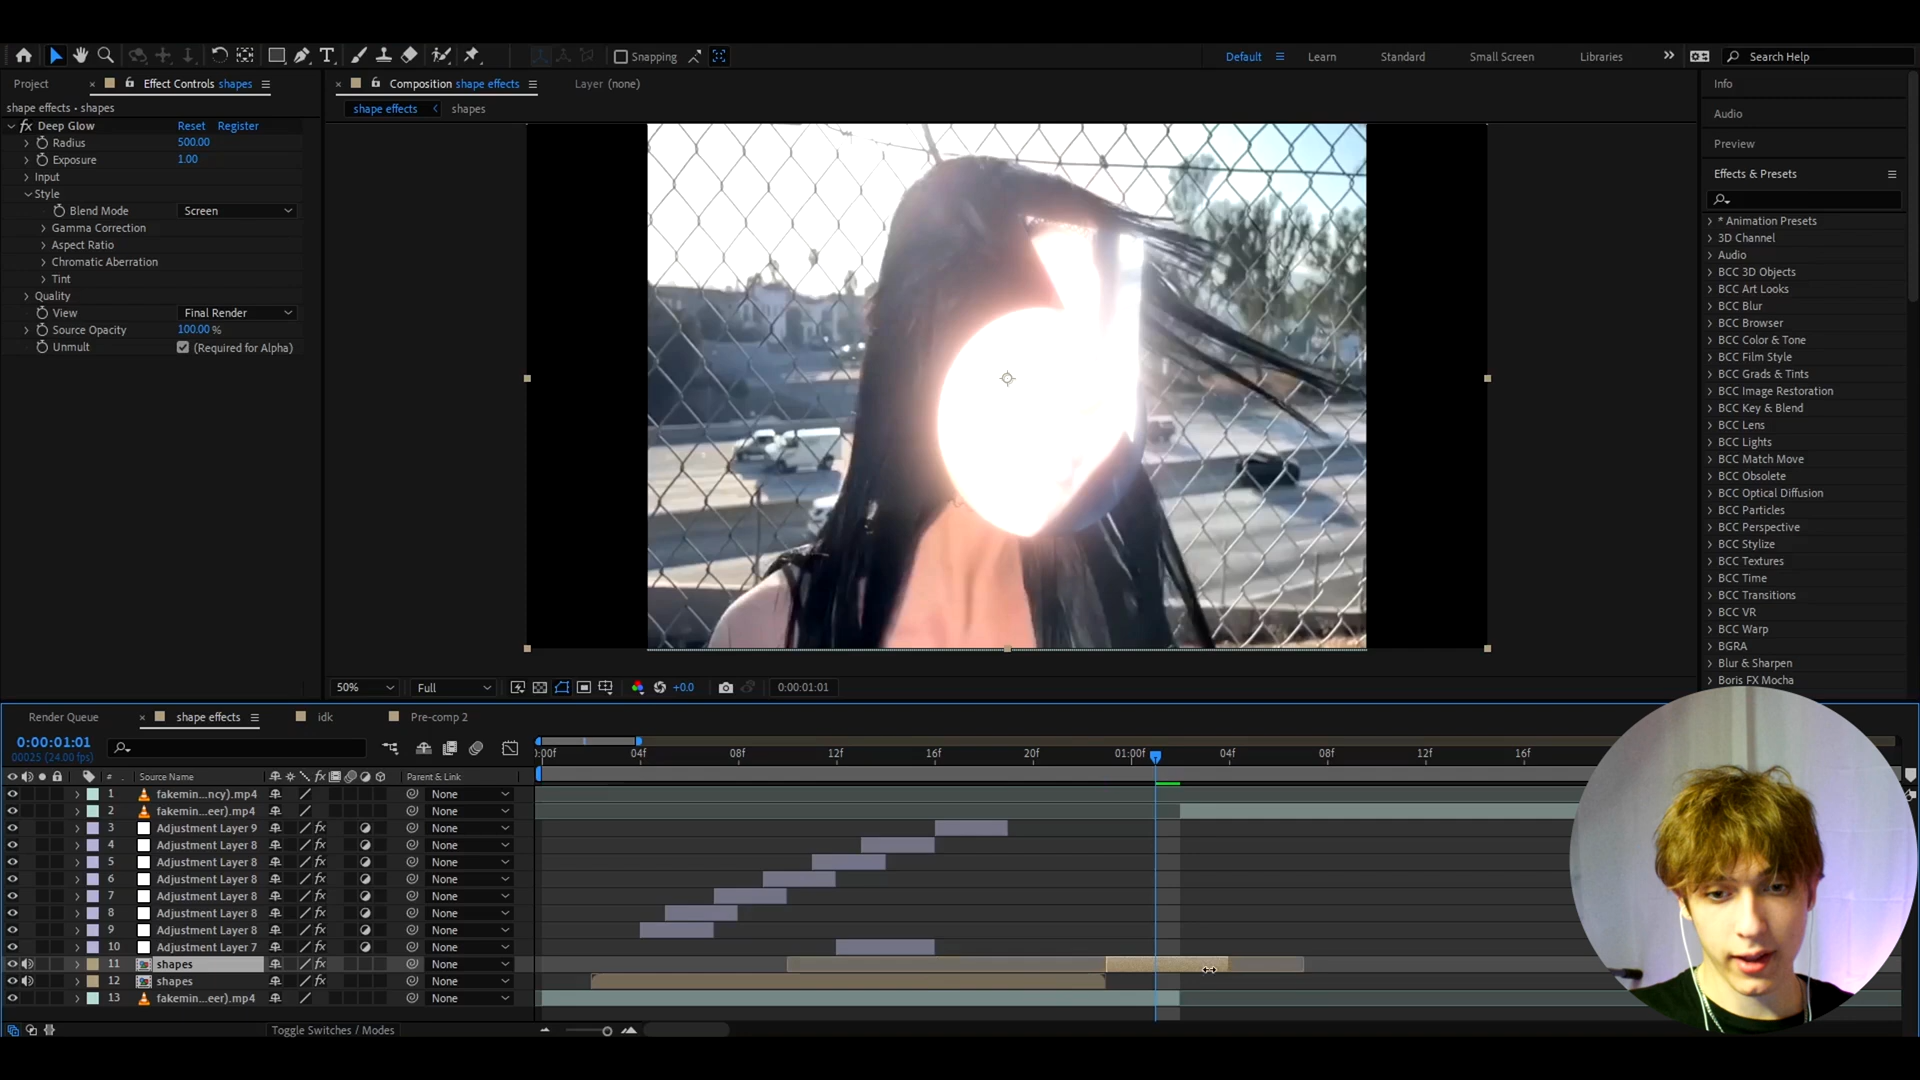 Snapping
Default
Learn
Standard
Small Screen
Libraries
Search Help
Project
Effect Controls shapes
Composition shape effects
Layer (none)
Info
shape effects • shapes
shape effects
shapes
Audio
Deep Glow
Reset
Register
Radius
500.00
Exposure
1.00
Input
Style
Blend Mode
Screen
Gamma Correction
Aspect Ratio
Chromatic Aberration
Tint
Quality
View
Final Render
Source Opacity
100.00 %
Unmult
(Required for Alpha)
Preview
Effects & Presets
* Animation Presets
3D Channel
Audio
BCC 3D Objects
BCC Art Looks
BCC Blur
BCC Browser
BCC Color & Tone
BCC Film Style
BCC Grads & Tints
BCC Image Restoration
BCC Key & Blend
BCC Lens
BCC Lights
BCC Match Move
BCC Obsolete
BCC Optical Diffusion
BCC Particles
BCC Perspective
BCC Stylize
BCC Textures
BCC Time
BCC Transitions
BCC VR
BCC Warp
BGRA
Blur & Sharpen
Boris FX Mocha
50%
Full
+0.0
0:00:01:01
Render Queue
shape effects
idk
Pre-comp 2
0:00:01:01
00025 (24.00 fps)
):00f 04f 08f 12f 16f 20f 01:00f 04f 08f 12f 16f
# Source Name fx Parent & Link
1 fakemin...ncy).mp4 None
2 fakemin...eer).mp4 None
3 Adjustment Layer 9 fx None
4 Adjustment Layer 8 fx None
5 Adjustment Layer 8 fx None
6 Adjustment Layer 8 fx None
7 Adjustment Layer 8 fx None
8 Adjustment Layer 8 fx None
9 Adjustment Layer 8 fx None
10 Adjustment Layer 7 fx None
11 shapes fx None
12 shapes fx None
13 fakemin...eer).mp4 None
Toggle Switches / Modes